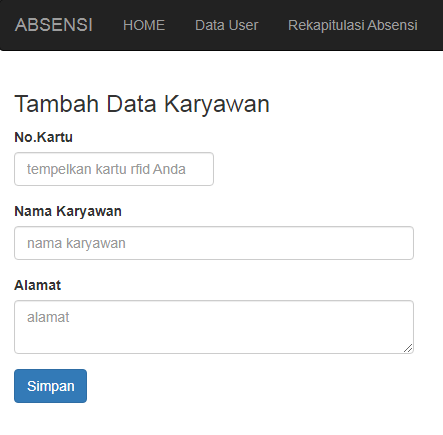 ABSENSI HOME Data User Rekapitulasi Absensi
Tambah Data Karyawan
No.Kartu
tempelkan kartu rfid Anda
Nama Karyawan
nama karyawan
Alamat
alamat
Simpan